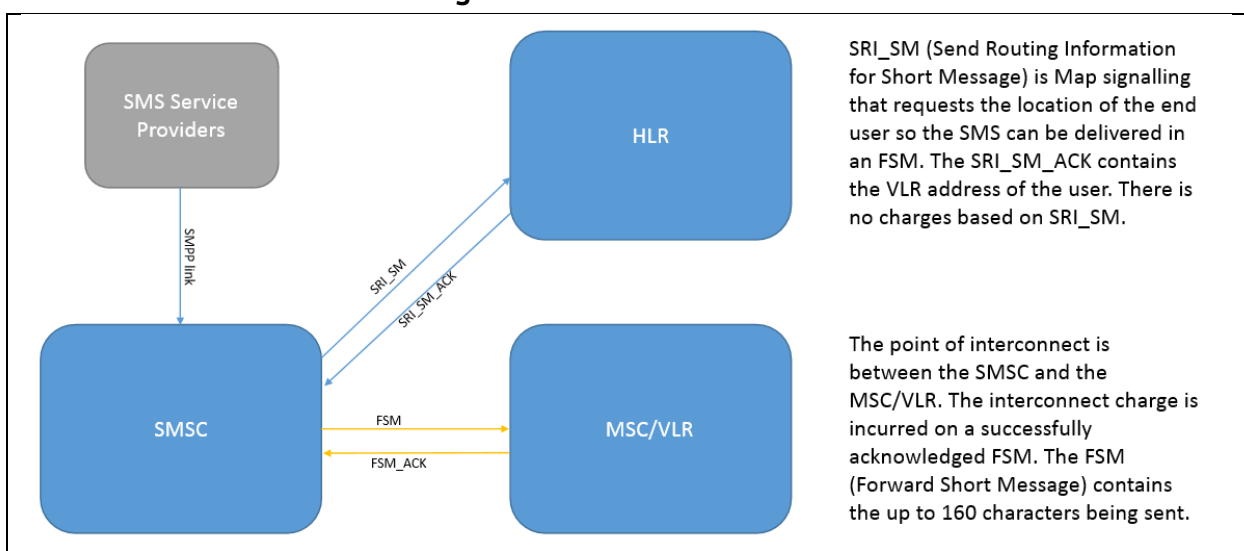 SMS Service
Providers
SMPP link
HLR
SRI_SM
SRI_SM_ACK
SMSC
FSM
FSM_ACK
MSC/VLR
SRI_SM (Send Routing Information
for Short Message) is Map signalling
that requests the location of the end
user so the SMS can be delivered in
an FSM. The SRI_SM_ACK contains
the VLR address of the user. There is
no charges based on SRI_SM.
The point of interconnect is
between the SMSC and the
MSC/VLR. The interconnect charge is
incurred on a successfully
acknowledged FSM. The FSM
(Forward Short Message) contains
the up to 160 characters being sent.